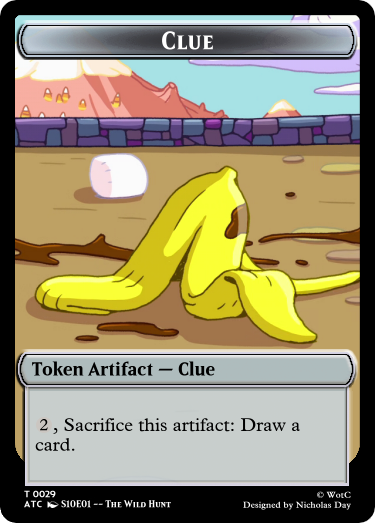 CLUE
Token Artifact — Clue
2, Sacrifice this artifact: Draw a
card.
T 0029
© WotC
ATC S10E01 -- THE WILD HUNT
Designed by Nicholas Day